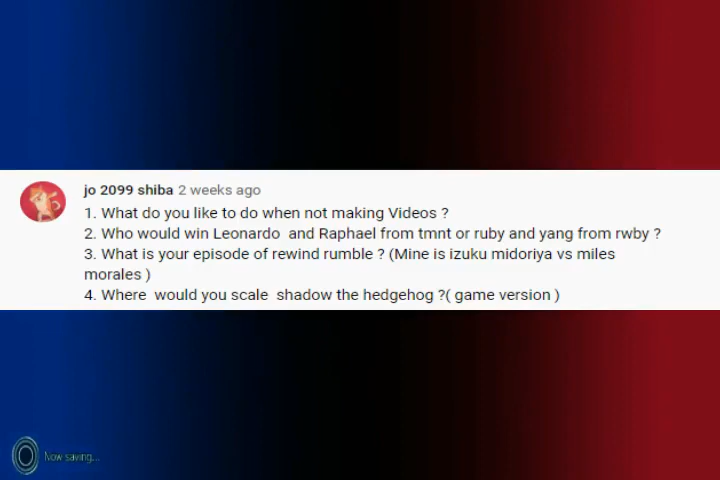 jo 2099 shiba 2 weeks ago
1. What do you like to do when not making Videos ?
2. Who would win Leonardo  and Raphael from tmnt or ruby and yang from rwby ?
3. What is your episode of rewind rumble ? (Mine is izuku midoriya vs miles
morales )
4. Where  would you scale  shadow the hedgehog ?( game version )
Now saving...